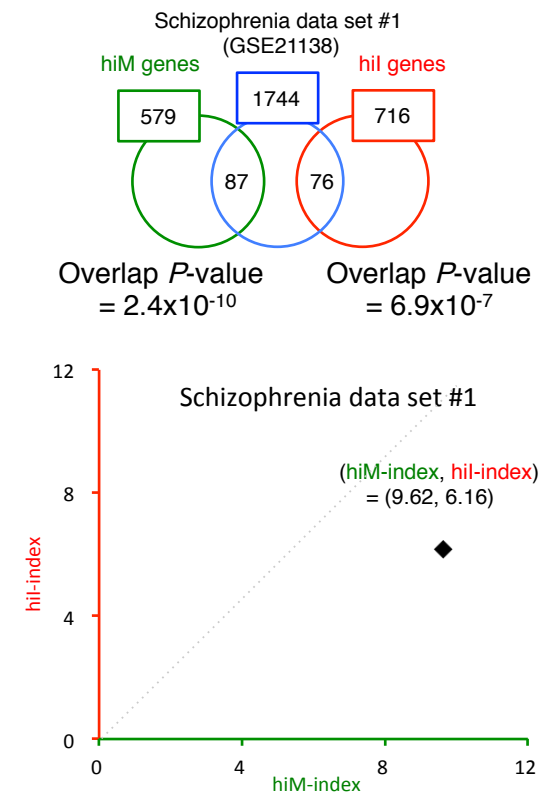 Schizophrenia data set #1
(GSE21138)
hiM genes
hiI genes
579
1744
716
87
76
Overlap P-value
= 2.4x10-10
Overlap P-value
= 6.9x10-7
12
Schizophrenia data set #1
(hiM-index, hiI-index)
= (9.62, 6.16)
8
hiI-index
4
0
0
4
8
12
hiM-index